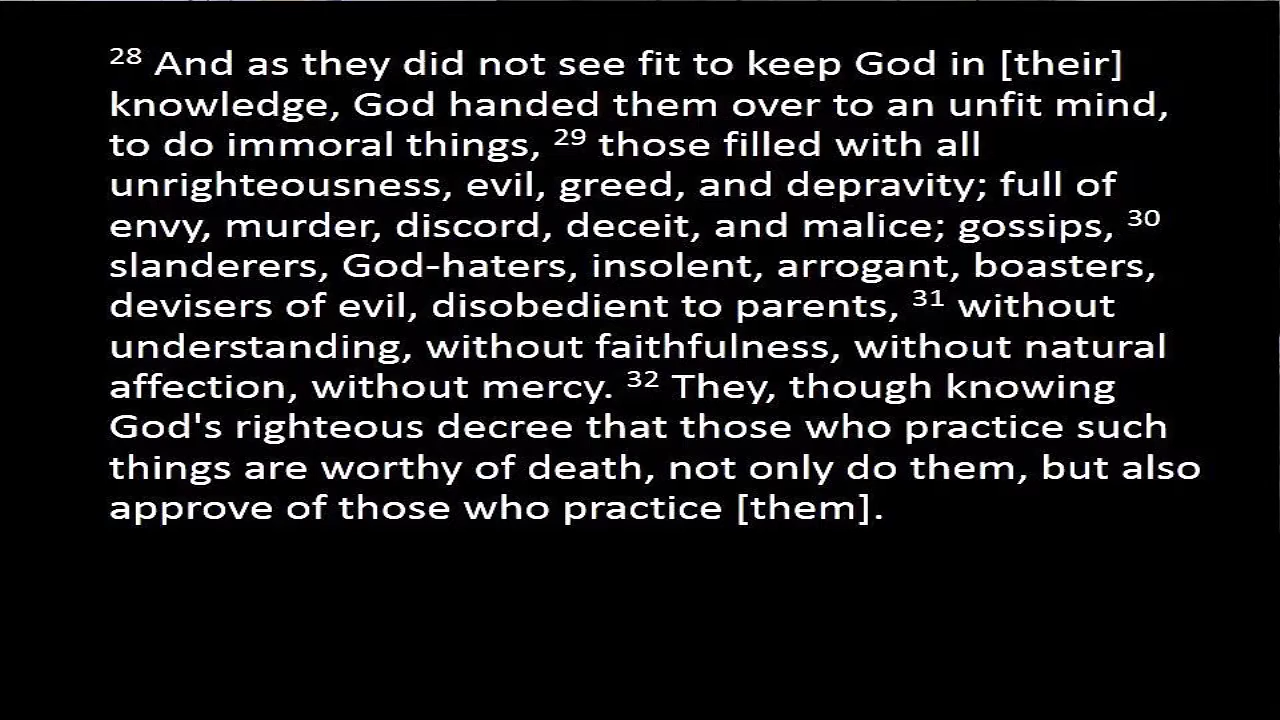 28 And as they did not see fit to keep God in [their]
knowledge, God handed them over to an unfit mind,
to do immoral things, 29 those filled with all
unrighteousness, evil, greed, and depravity; full of
envy, murder, discord, deceit, and malice; gossips, 30
slanderers, God-haters, insolent, arrogant, boasters,
devisers of evil, disobedient to parents, 31 without
understanding, without faithfulness, without natural
affection, without mercy. 32 They, though knowing
God's righteous decree that those who practice such
things are worthy of death, not only do them, but also
approve of those who practice [them].